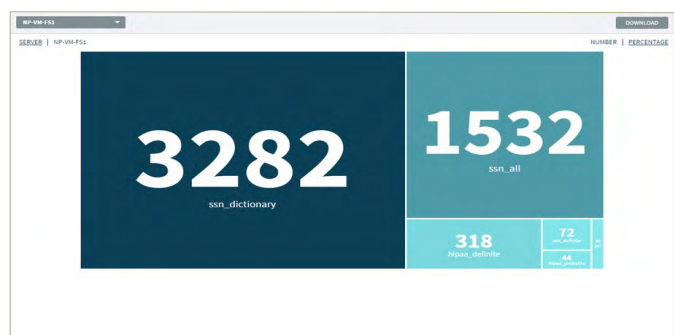 NP-VM-FS1
DOWNLOAD
SERVER | NP-VM-FS1
NUMBER | PERCENTAGE
3282
ssn_dictionary
1532
ssn_all
318
hipaa_definite
72
44